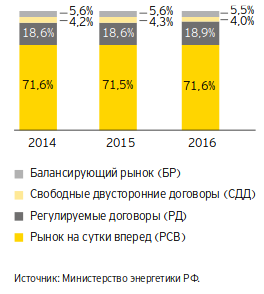 5,6% 5,6% 5,5%
4,2% 4,3% 4,0%
18,6% 18,6% 18,9%
71,6% 71,5% 71,6%
2014 2015 2016
Балансирующий рынок (БР)
Свободные двусторонние договоры (СДД)
Регулируемые договоры (РД)
Рынок на сутки вперед (РСВ)
Источник: Министерство энергетики РФ.